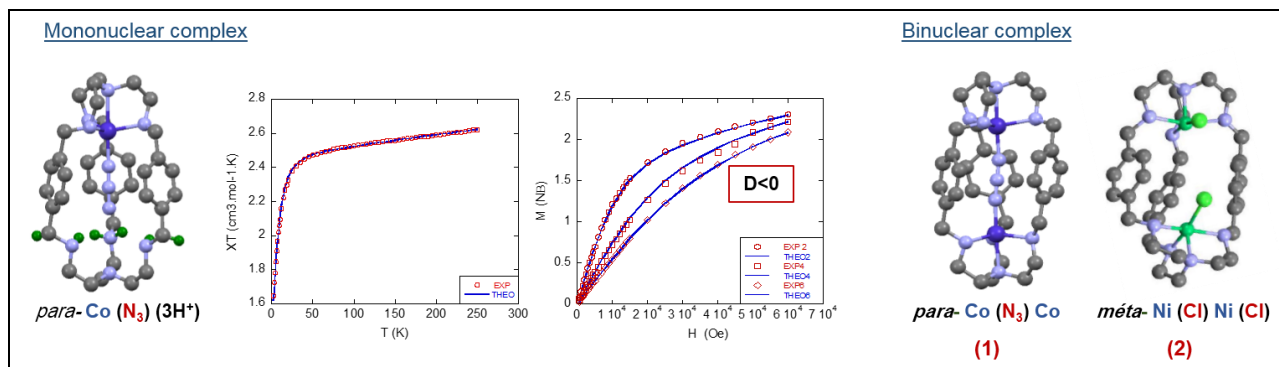 Mononuclear complex
Binuclear complex
2.8
2.6
2.4
2.2
2
1.8
1.6
XT (cm3.mol-1.K)
0 50 100 150 200 250 300
T (K)
EXP
THEO
2.5
2
1.5
1
0.5
0
M (NB)
D<0
EXP 2
THEO2
EXP4
THEO4
EXP6
THEO6
0 1 10⁴ 2 10⁴ 3 10⁴ 4 10⁴ 5 10⁴ 6 10⁴ 7 10⁴
H (Oe)
para- Co (N₃) (3H⁺)
para- Co (N₃) Co
méta- Ni (Cl) Ni (Cl)
(1)
(2)